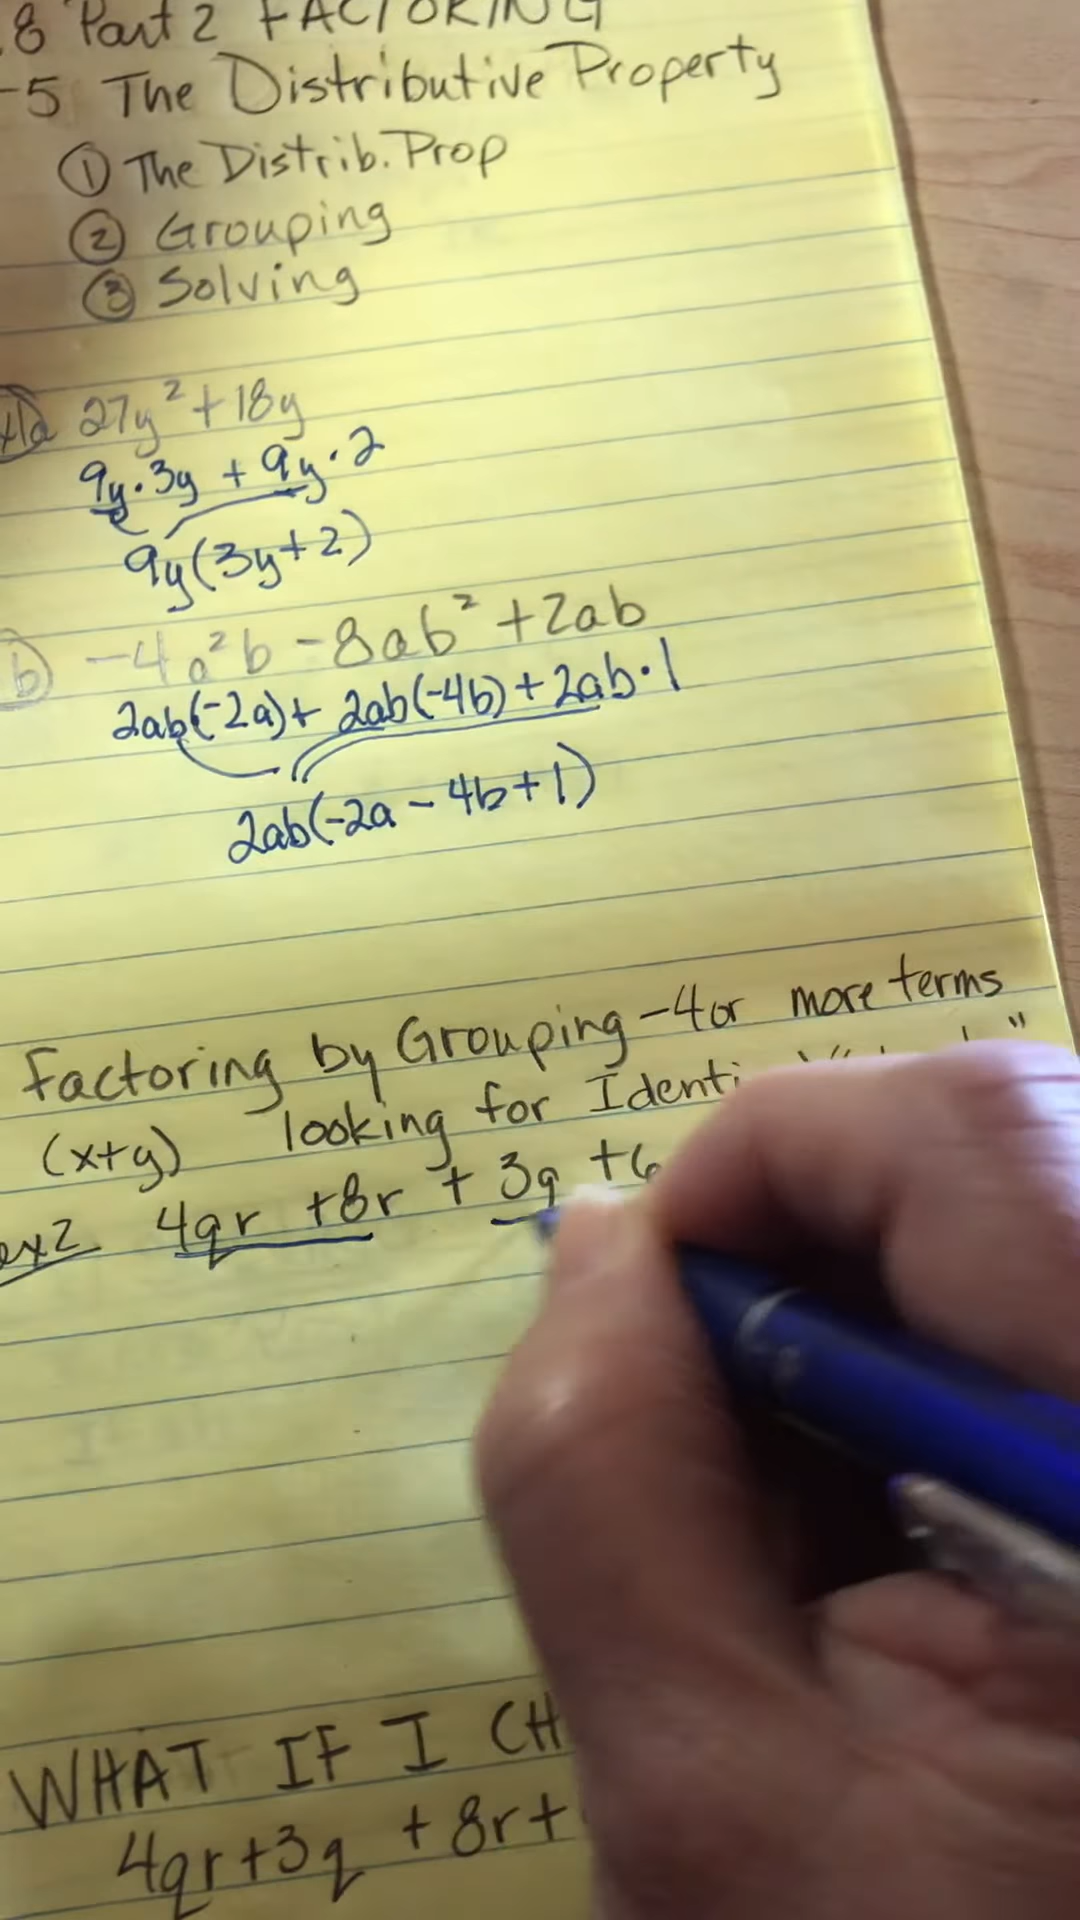 .8 Part 2 FACTORING
-5 The Distributive Property
① The Distrib. Prop
② Grouping
③ Solving
27y² + 18y
9y · 3y + 9y · 2
9y(3y+2)
b) -4a²b - 8ab² + 2ab
2ab(-2a) + 2ab(-4b) + 2ab · 1
2ab(-2a - 4b + 1)
Factoring by Grouping - 4 or more terms
(x+y) looking for
ex2 4qr + 8r + 3q + 6
WHAT IF I
4qr + 3q + 8r +